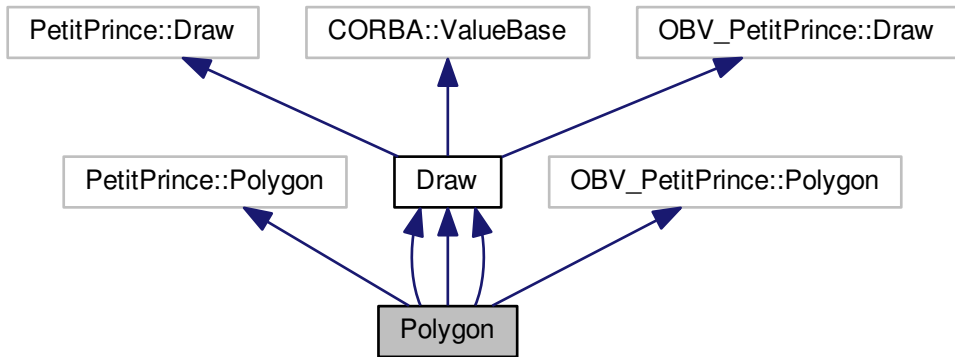 PetitPrince::Draw
CORBA::ValueBase
OBV_PetitPrince::Draw
PetitPrince::Polygon
Draw
OBV_PetitPrince::Polygon
Polygon